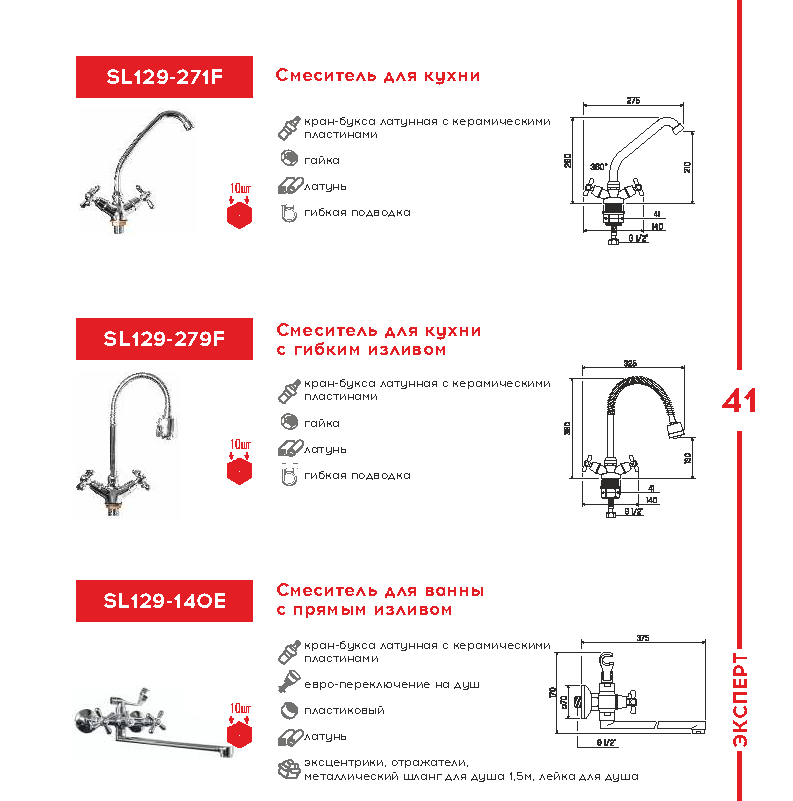 SL129-271F
Смеситель для кухни
кран-букса латунная с керамическими
пластинами
гайка
латунь
гибкая подводка
10шт
275
260
360°
210
41
140
G 1/2"
SL129-279F
Смеситель для кухни
с гибким изливом
кран-букса латунная с керамическими
пластинами
гайка
латунь
гибкая подводка
10шт
325
190
41
140
G 1/2"
41
SL129-140E
Смеситель для ванны
с прямым изливом
кран-букса латунная с керамическими
пластинами
евро-переключение на душ
пластиковый
латунь
эксцентрики, отражатели,
металлический шланг для душа 1,5м, лейка для душа
10шт
375
170
⌀70
G 1/2"
ЭКСПЕРТ